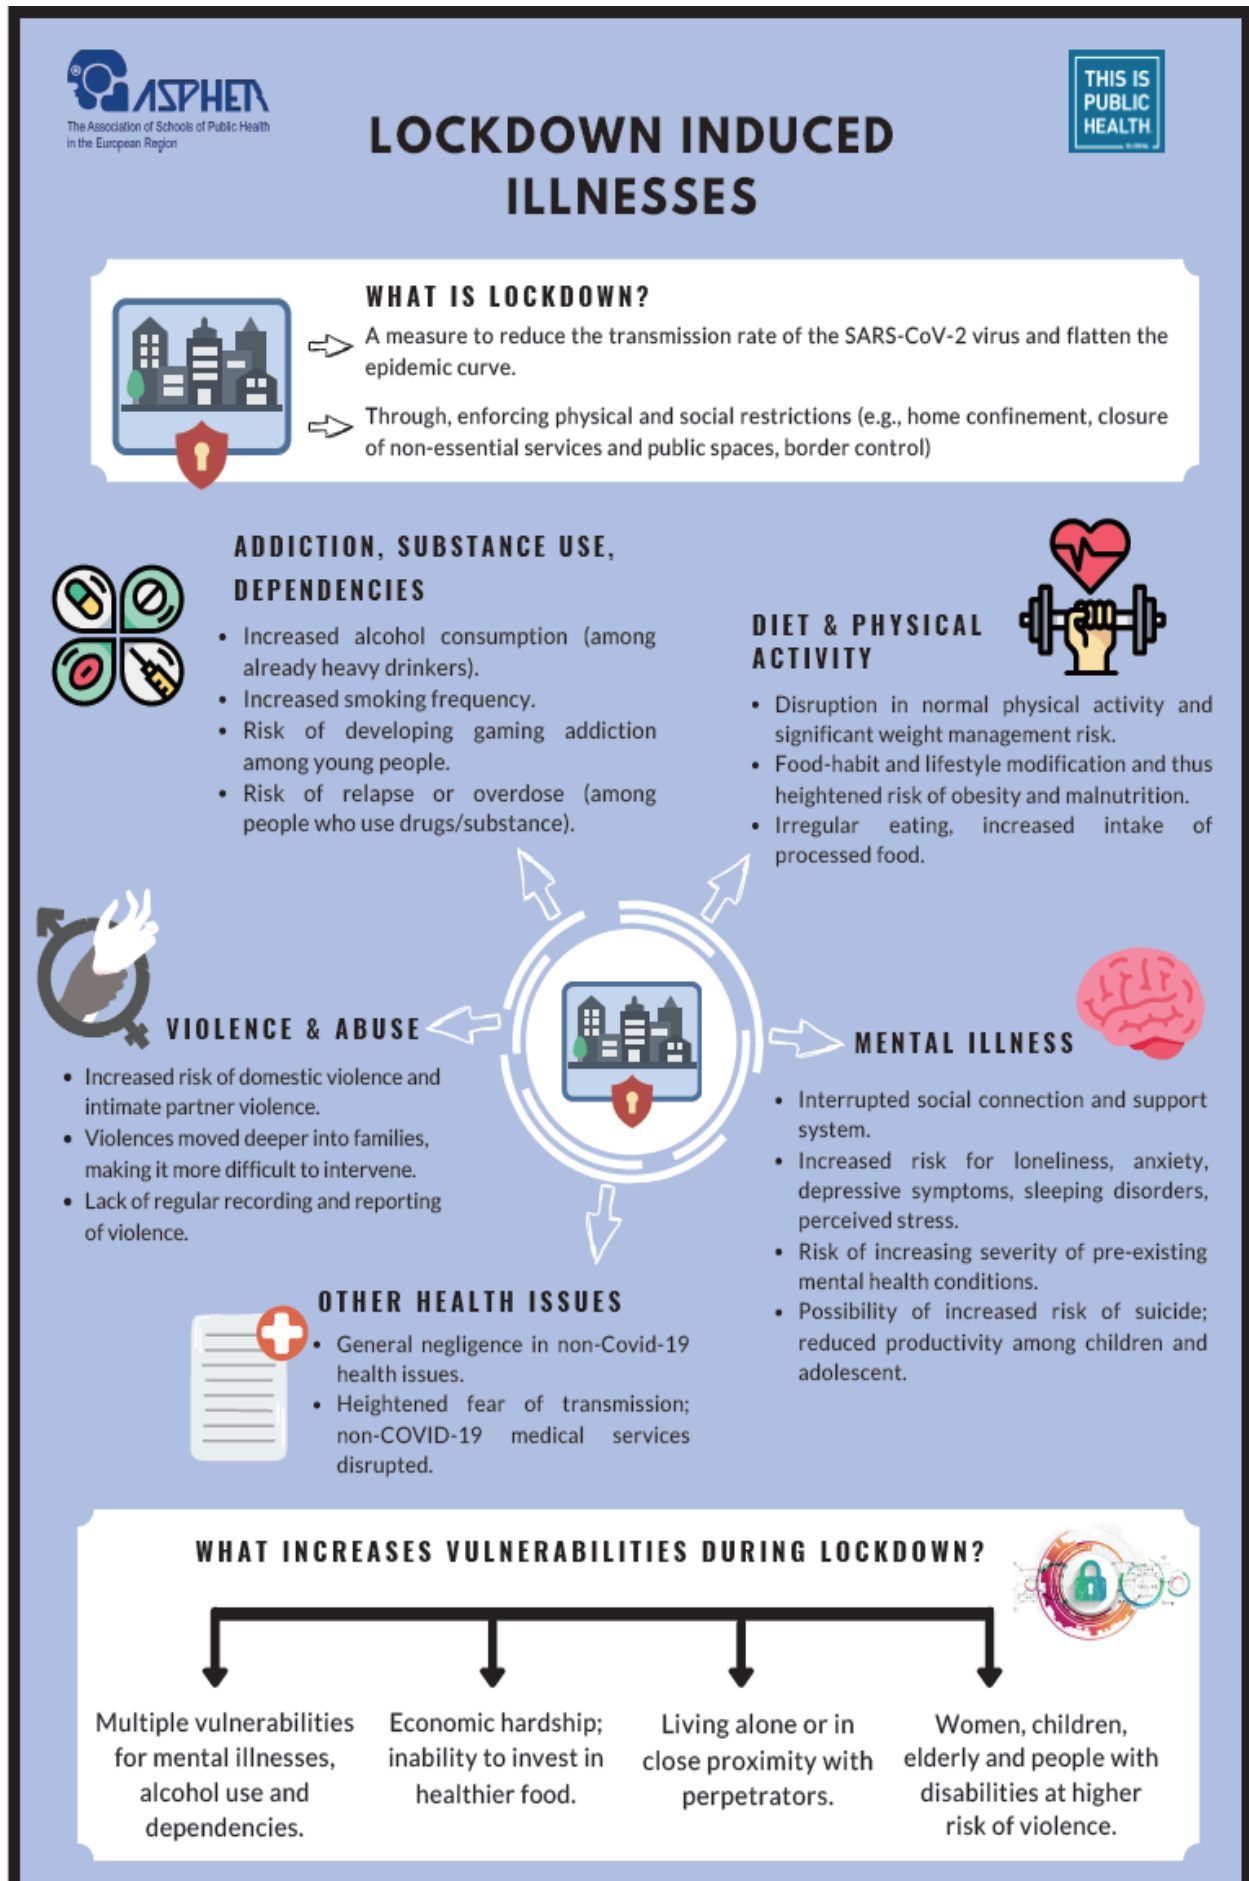 ASPHER
The Association of Schools of Public Health
in the European Region
THIS IS
PUBLIC
HEALTH
GLOBAL
LOCKDOWN INDUCED
ILLNESSES
WHAT IS LOCKDOWN?
A measure to reduce the transmission rate of the SARS-CoV-2 virus and flatten the
epidemic curve.
Through, enforcing physical and social restrictions (e.g., home confinement, closure
of non-essential services and public spaces, border control)
ADDICTION, SUBSTANCE USE,
DEPENDENCIES
• Increased alcohol consumption (among
already heavy drinkers).
• Increased smoking frequency.
• Risk of developing gaming addiction
among young people.
• Risk of relapse or overdose (among
people who use drugs/substance).
DIET & PHYSICAL
ACTIVITY
• Disruption in normal physical activity and
significant weight management risk.
• Food-habit and lifestyle modification and thus
heightened risk of obesity and malnutrition.
• Irregular eating, increased intake of
processed food.
VIOLENCE & ABUSE
• Increased risk of domestic violence and
intimate partner violence.
• Violences moved deeper into families,
making it more difficult to intervene.
• Lack of regular recording and reporting
of violence.
MENTAL ILLNESS
• Interrupted social connection and support
system.
• Increased risk for loneliness, anxiety,
depressive symptoms, sleeping disorders,
perceived stress.
• Risk of increasing severity of pre-existing
mental health conditions.
• Possibility of increased risk of suicide;
reduced productivity among children and
adolescent.
OTHER HEALTH ISSUES
• General negligence in non-Covid-19
health issues.
• Heightened fear of transmission;
non-COVID-19 medical services
disrupted.
WHAT INCREASES VULNERABILITIES DURING LOCKDOWN?
Multiple vulnerabilities
for mental illnesses,
alcohol use and
dependencies.
Economic hardship;
inability to invest in
healthier food.
Living alone or in
close proximity with
perpetrators.
Women, children,
elderly and people with
disabilities at higher
risk of violence.